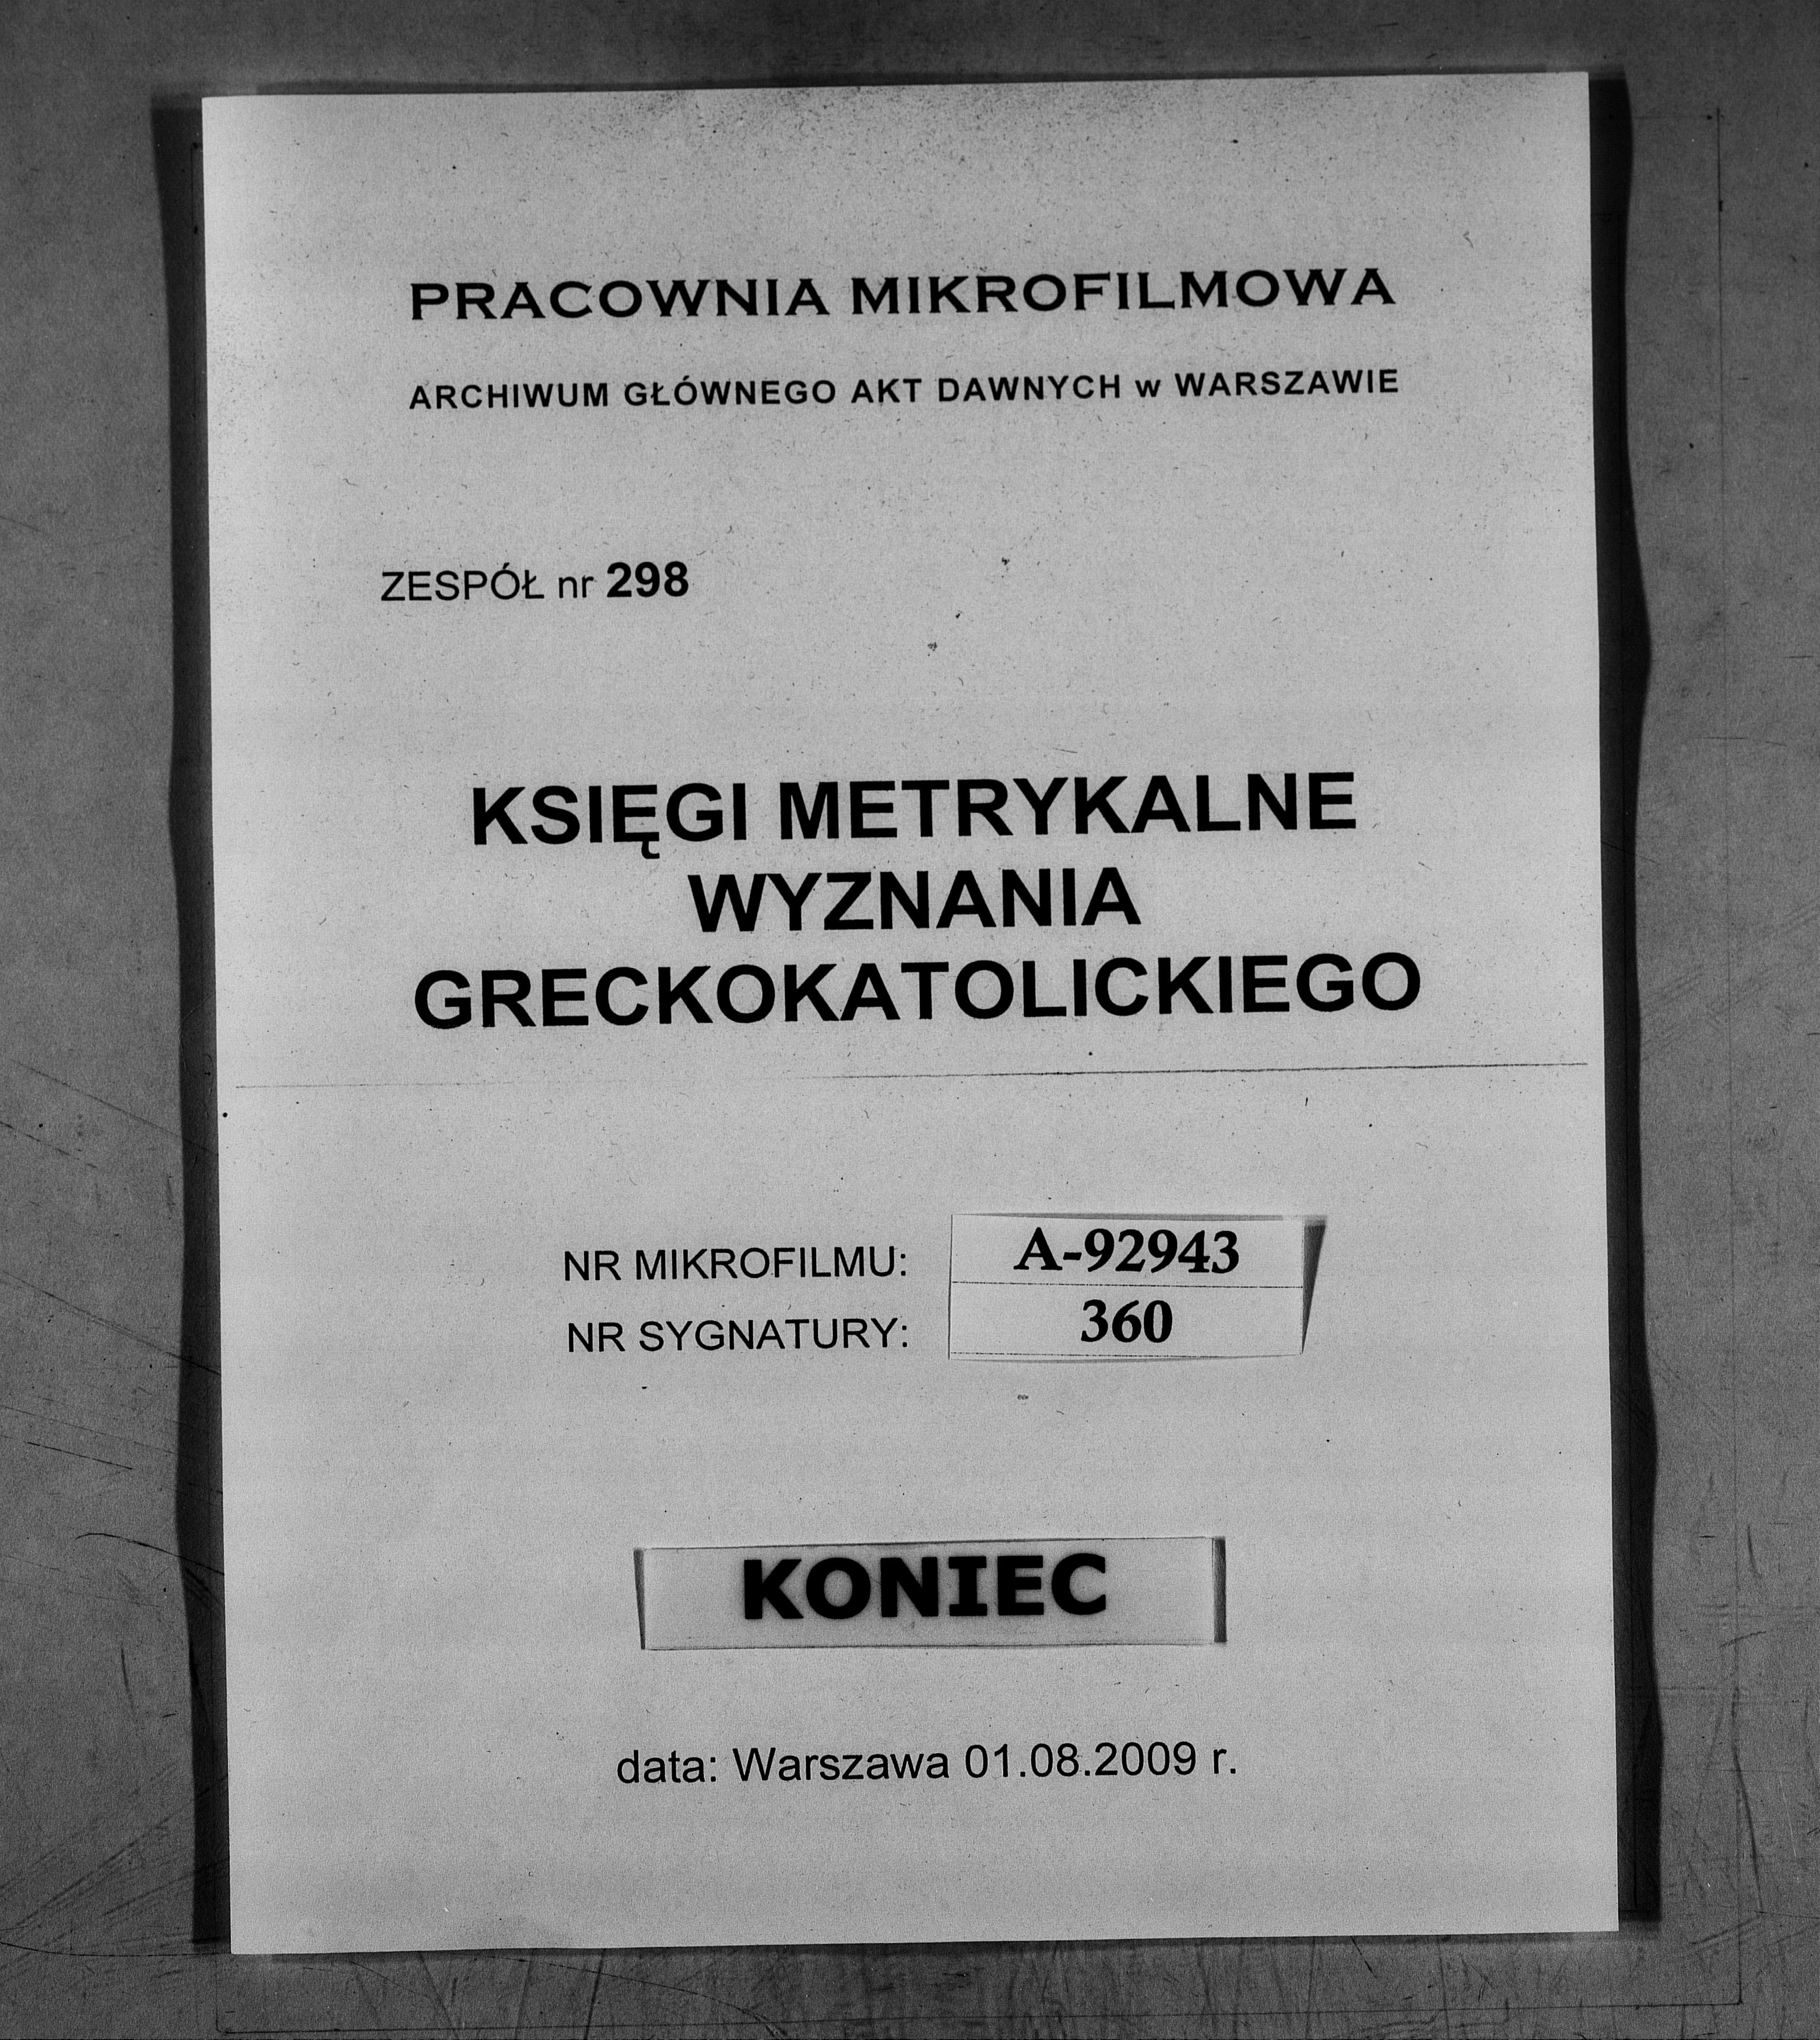 PRACOWNIA MIKROFILMOWA
ARCHIWUM GŁÓWNEGO AKT DAWNYCH w WARSZAWIE
ZESPÓŁ nr 298
KSIĘGI METRYKALNE
WYZNANIA
GRECKOKATOLICKIEGO
NR MIKROFILMU: A-92943
NR SYGNATURY: 360
KONIEC
data: Warszawa 01.08.2009 r.